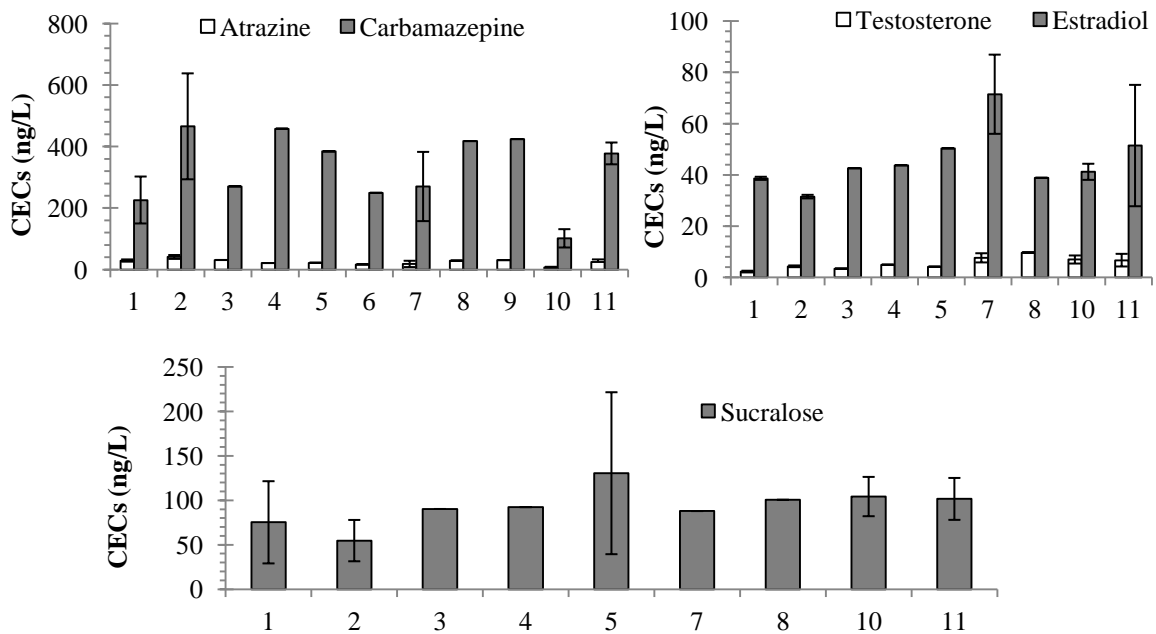 Atrazine Carbamazepine
CECs (ng/L)
800
600
400
200
0
1 2 3 4 5 6 7 8 9 10 11
Testosterone Estradiol
CECs (ng/L)
100
80
60
40
20
0
1 2 3 4 5 7 8 10 11
Sucralose
CECs (ng/L)
250
200
150
100
50
0
1 2 3 4 5 7 8 10 11